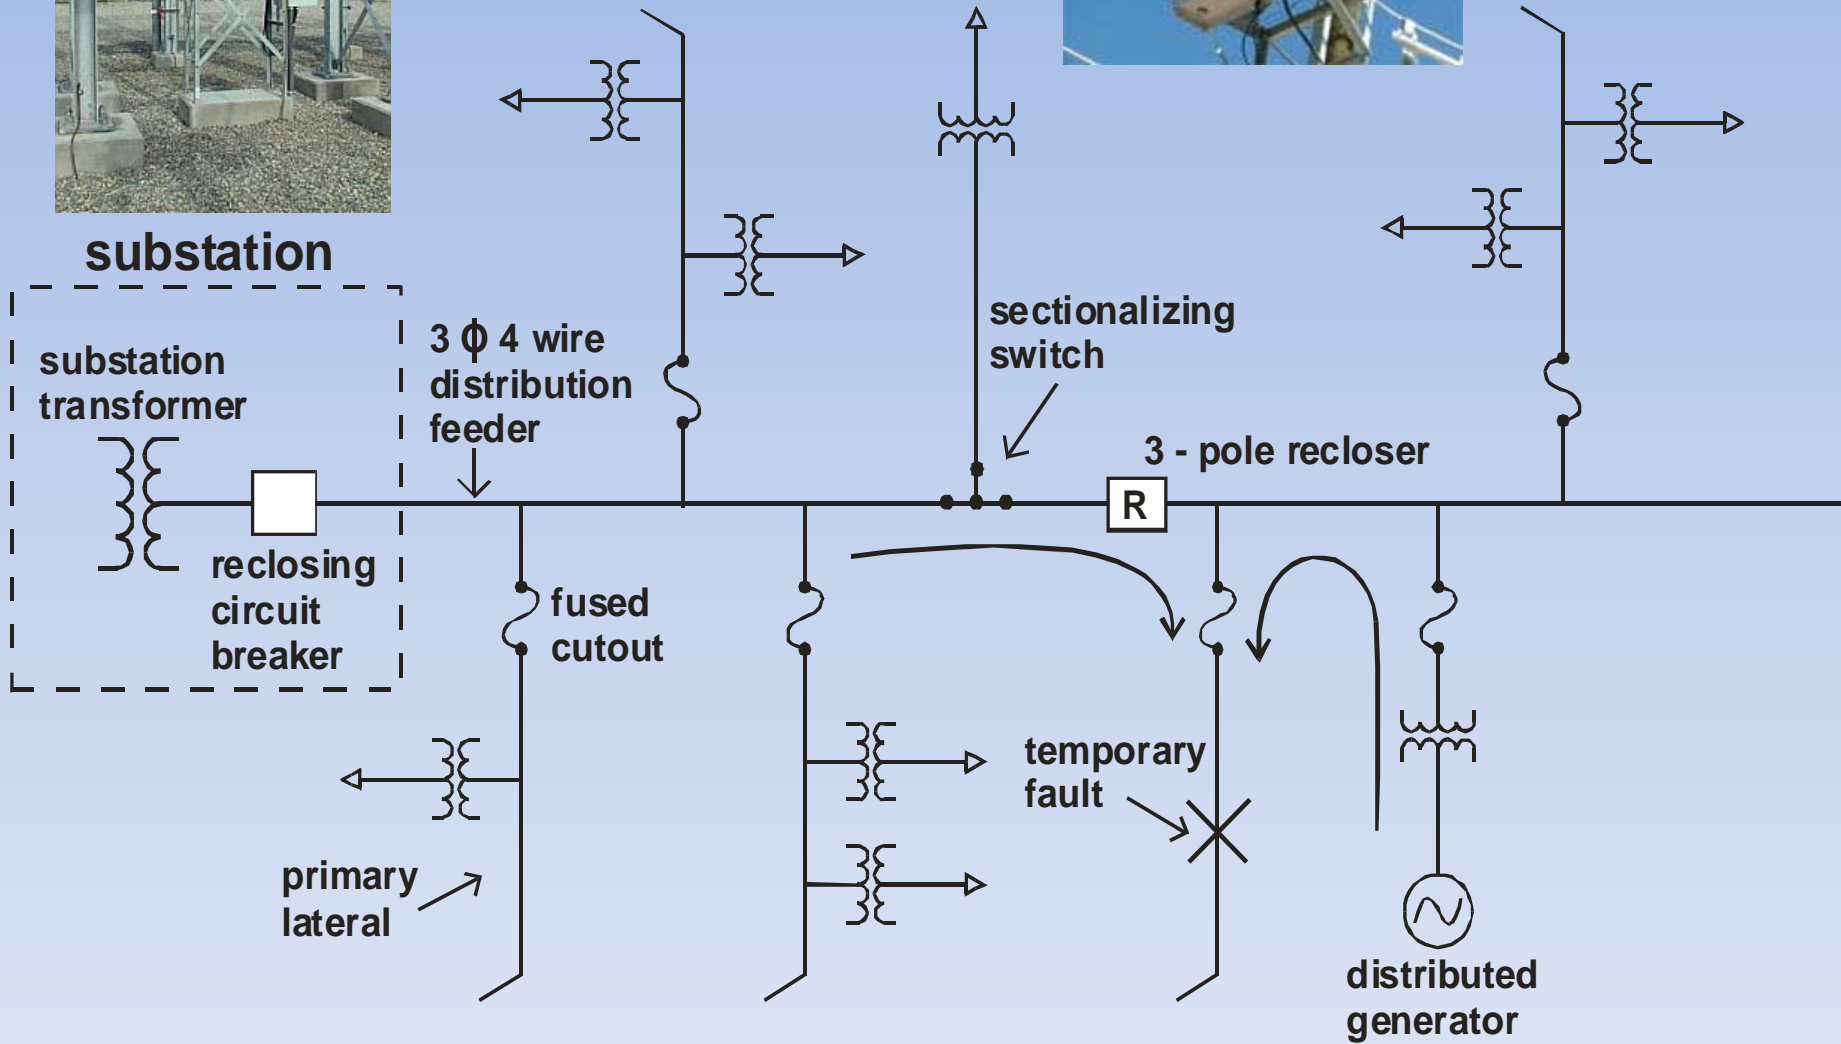 substation
substation
transformer
3 ϕ 4 wire
distribution
feeder
sectionalizing
switch
3 - pole recloser
R
reclosing
circuit
breaker
fused
cutout
temporary
fault
primary
lateral
distributed
generator